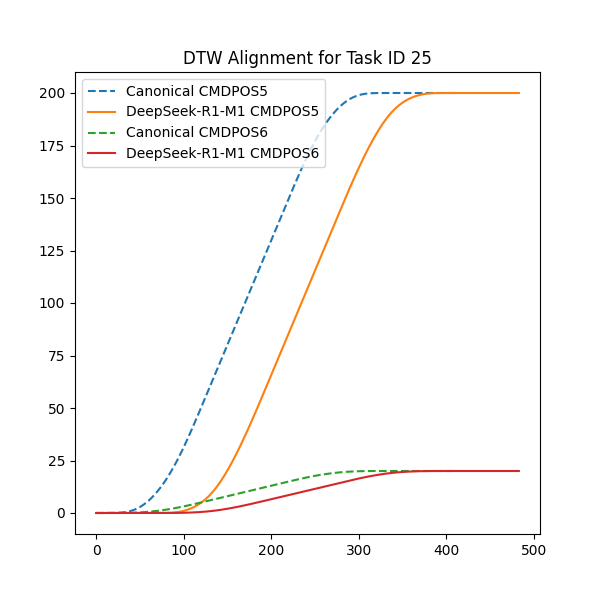 DTW Alignment for Task ID 25
Canonical CMDPOS5
DeepSeek-R1-M1 CMDPOS5
Canonical CMDPOS6
DeepSeek-R1-M1 CMDPOS6
200
175
150
125
100
75
50
25
0
0 100 200 300 400 500